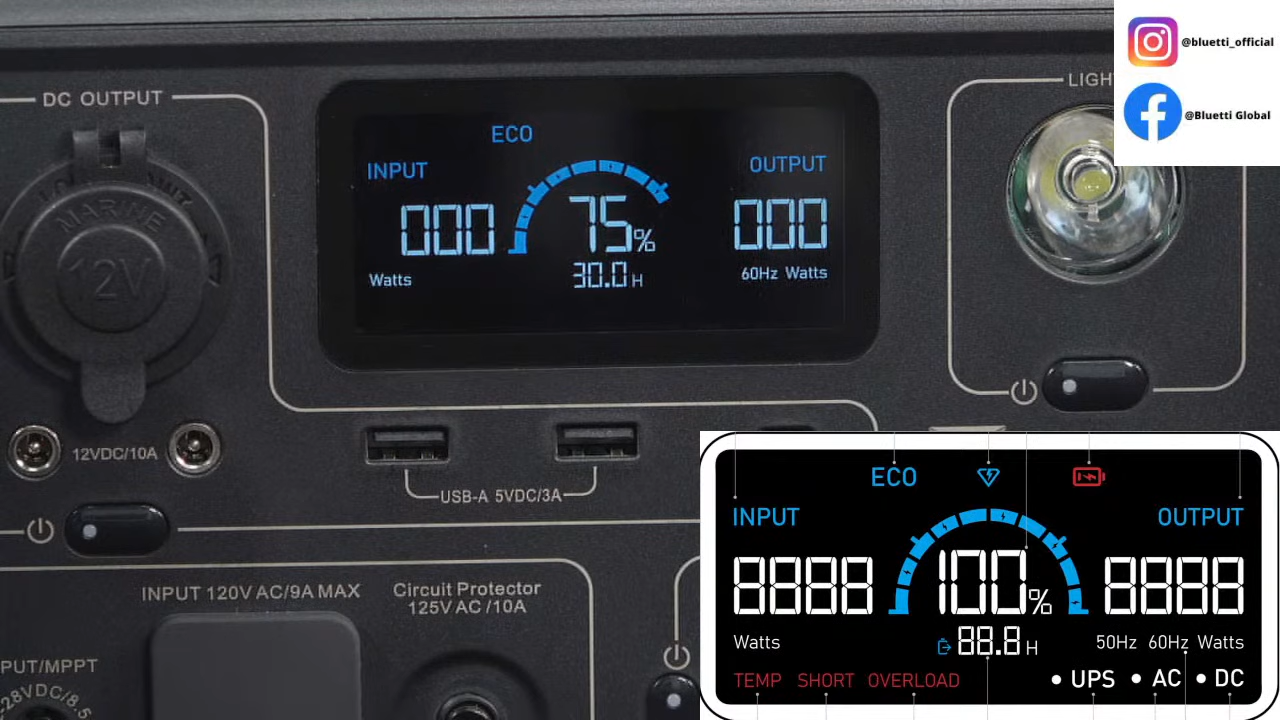 @bluetti_official
@Bluetti Global
DC OUTPUT
ECO
INPUT
OUTPUT
000
75%
000
Watts
30.0 H
60Hz Watts
MARINE
12V
12VDC/10A
USB-A 5VDC/3A
INPUT 120V AC/9A MAX
Circuit Protector
125V AC /10A
PUT/MPPT
28VDC/8.5
ECO
INPUT
OUTPUT
8888
100%
8888
Watts
88.8 H
50Hz 60Hz Watts
TEMP SHORT OVERLOAD
• UPS • AC • DC